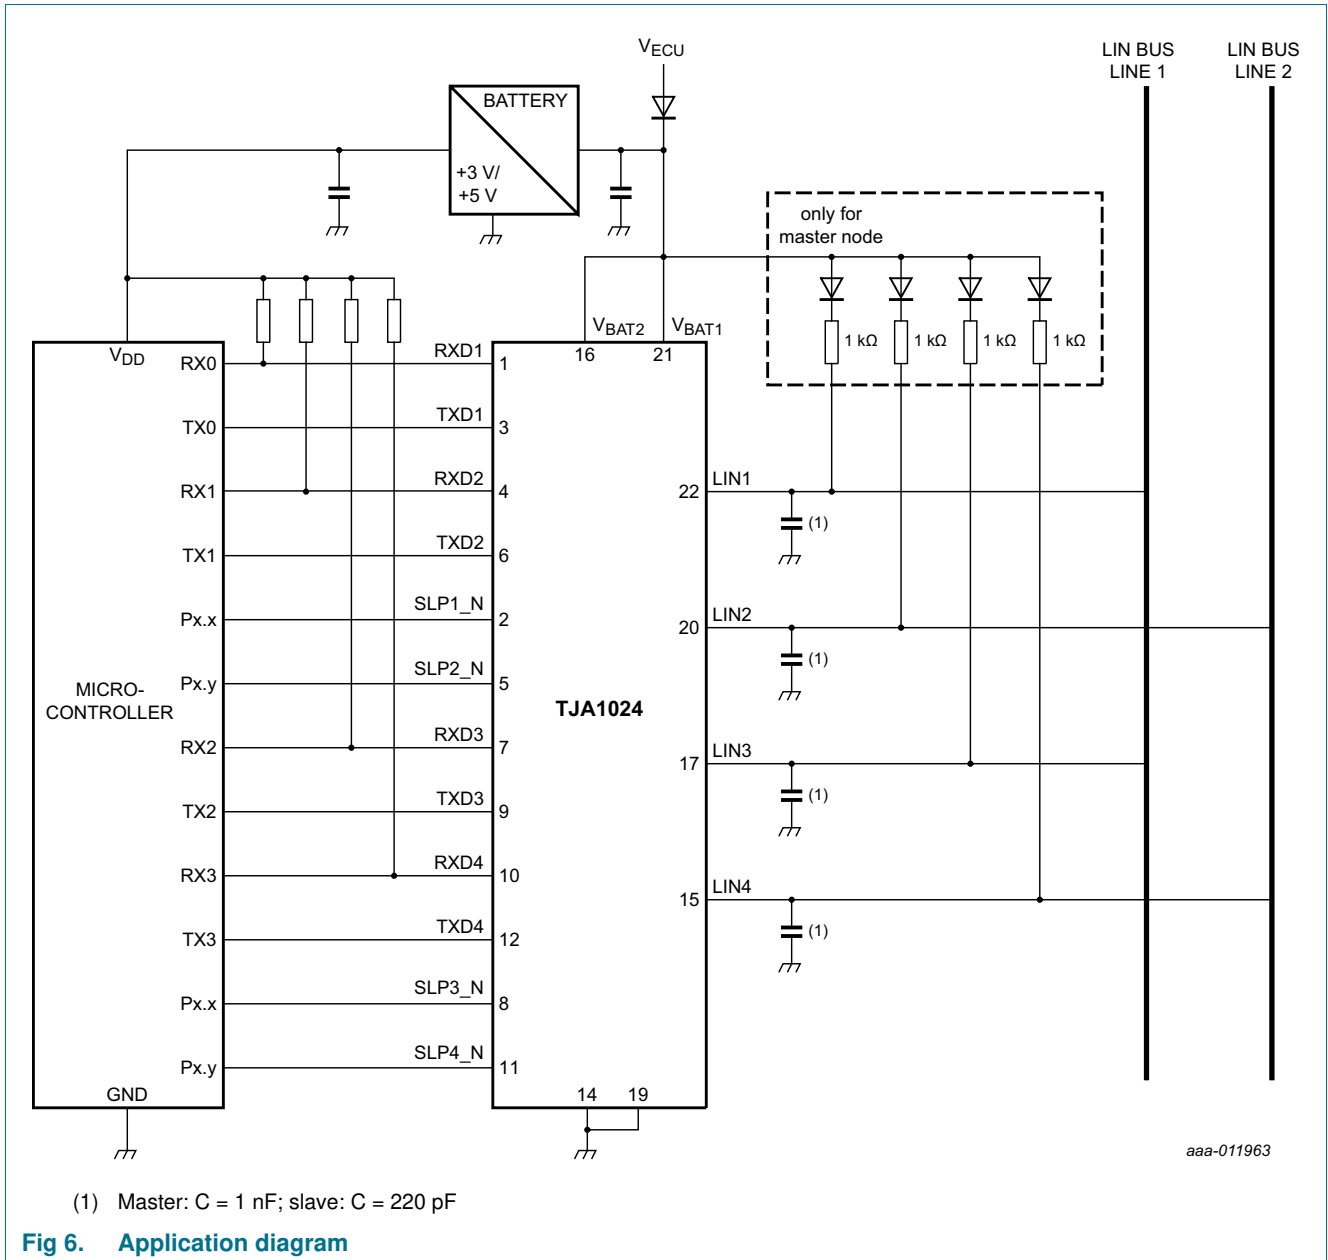 VECU
LIN BUS
LINE 1
LIN BUS
LINE 2
BATTERY
+3 V/
+5 V
only for
master node
VBAT2
VBAT1
1 kΩ
1 kΩ
1 kΩ
1 kΩ
VDD
16
21
RX0
RXD1
1
TX0
TXD1
3
RX1
RXD2
4
LIN1
22
(1)
TX1
TXD2
6
Px.x
SLP1_N
2
LIN2
20
(1)
Px.y
SLP2_N
5
MICRO-
CONTROLLER
TJA1024
RX2
RXD3
7
LIN3
17
(1)
TX2
TXD3
9
RX3
RXD4
10
LIN4
15
(1)
TX3
TXD4
12
Px.x
SLP3_N
8
Px.y
SLP4_N
11
GND
14
19
aaa-011963
(1) Master: C = 1 nF; slave: C = 220 pF
Fig 6. Application diagram